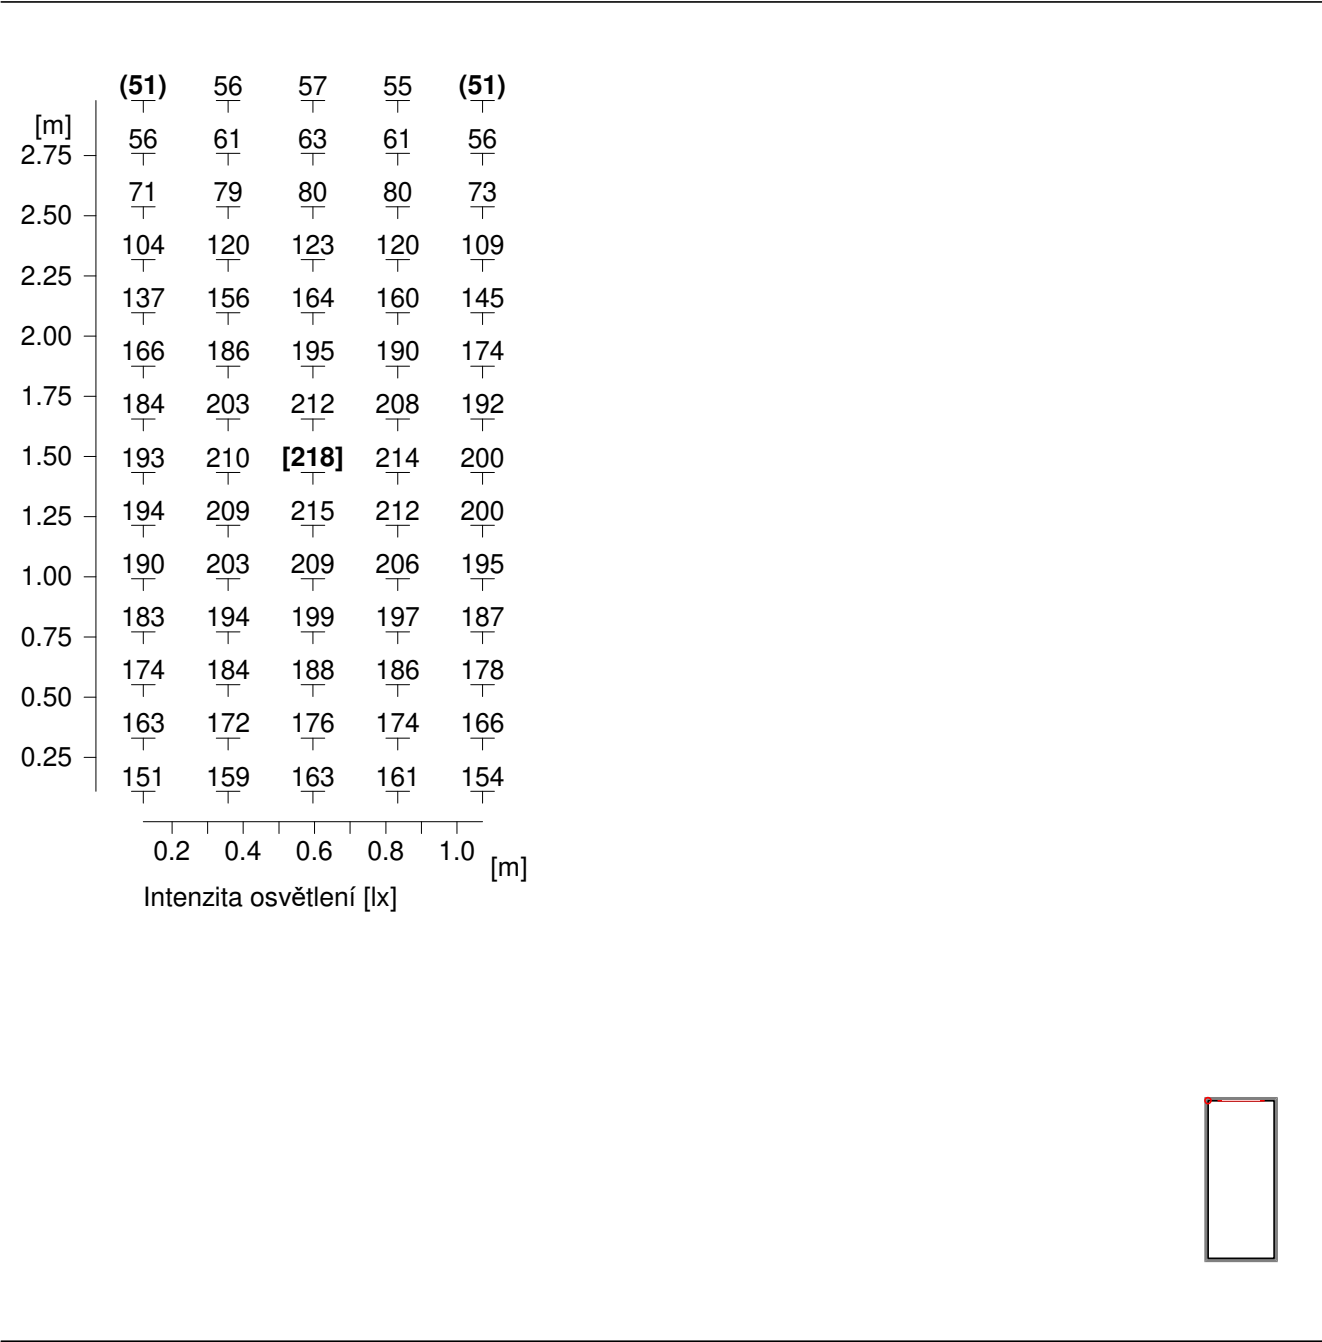 (51) 56 57 55 (51)
[m]
56 61 63 61 56
2.75
71 79 80 80 73
2.50
104 120 123 120 109
2.25
137 156 164 160 145
2.00
166 186 195 190 174
1.75
184 203 212 208 192
1.50
193 210 [218] 214 200
1.25
194 209 215 212 200
1.00
190 203 209 206 195
0.75
183 194 199 197 187
174 184 188 186 178
0.50
163 172 176 174 166
0.25
151 159 163 161 154
0.2 0.4 0.6 0.8 1.0 [m]
Intenzita osvětlení [lx]